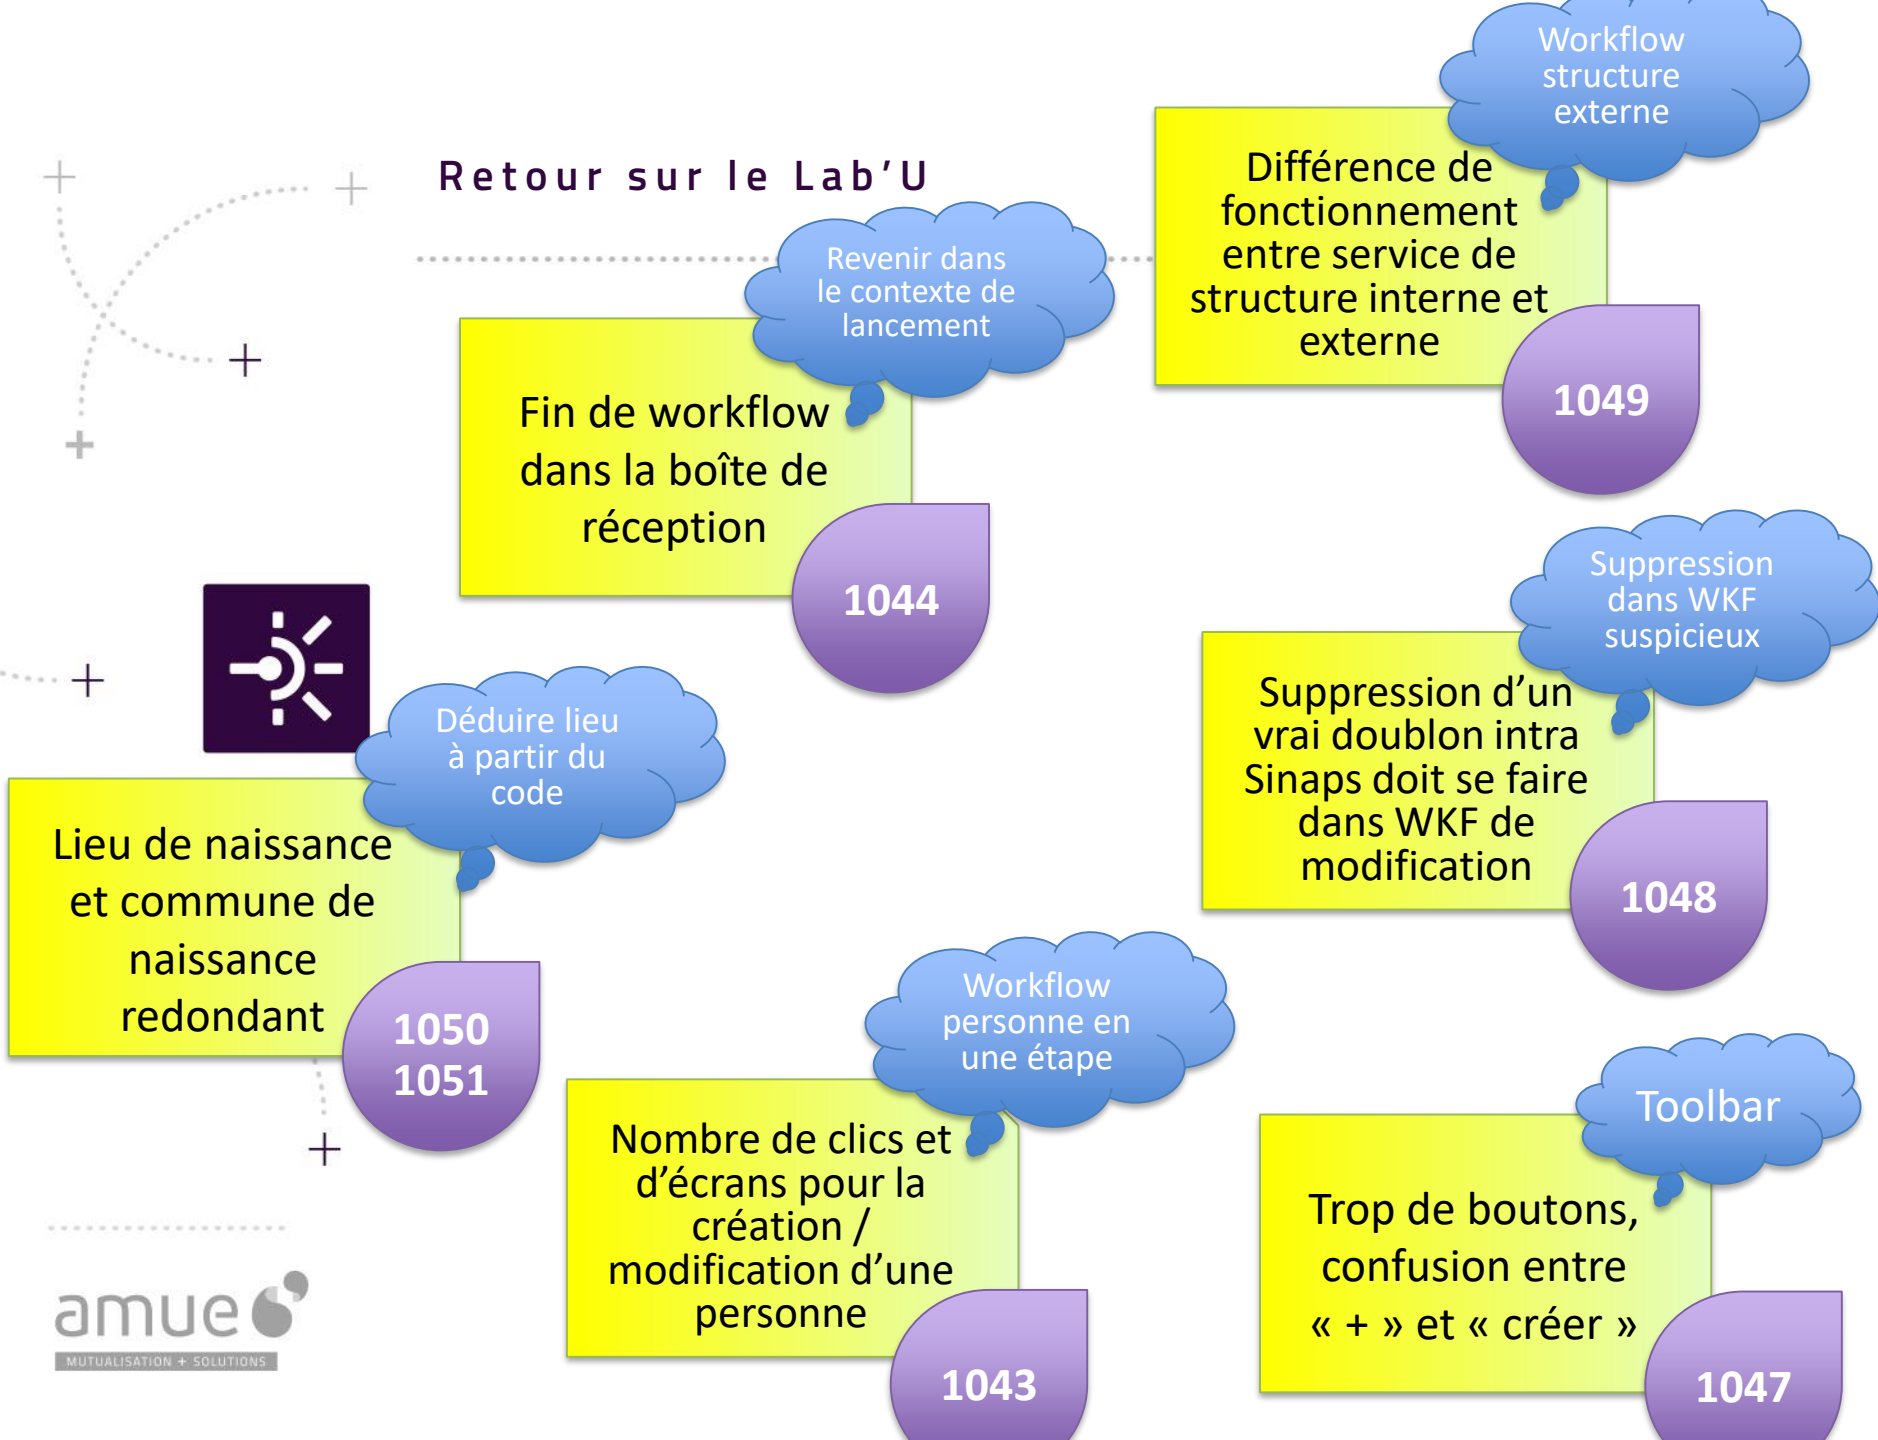 Retour sur le Lab’U
Workflow
structure
externe
Différence de
fonctionnement
entre service de
structure interne et
externe
1049
Revenir dans
le contexte de
lancement
Fin de workflow
dans la boîte de
réception
1044
Suppression
dans WKF
suspicieux
Suppression d’un
vrai doublon intra
Sinaps doit se faire
dans WKF de
modification
1048
Déduire lieu
à partir du
code
Lieu de naissance
et commune de
naissance
redondant
1050
1051
Workflow
personne en
une étape
Nombre de clics et
d’écrans pour la
création /
modification d’une
personne
1043
Toolbar
Trop de boutons,
confusion entre
« + » et « créer »
1047
amue
MUTUALISATION + SOLUTIONS